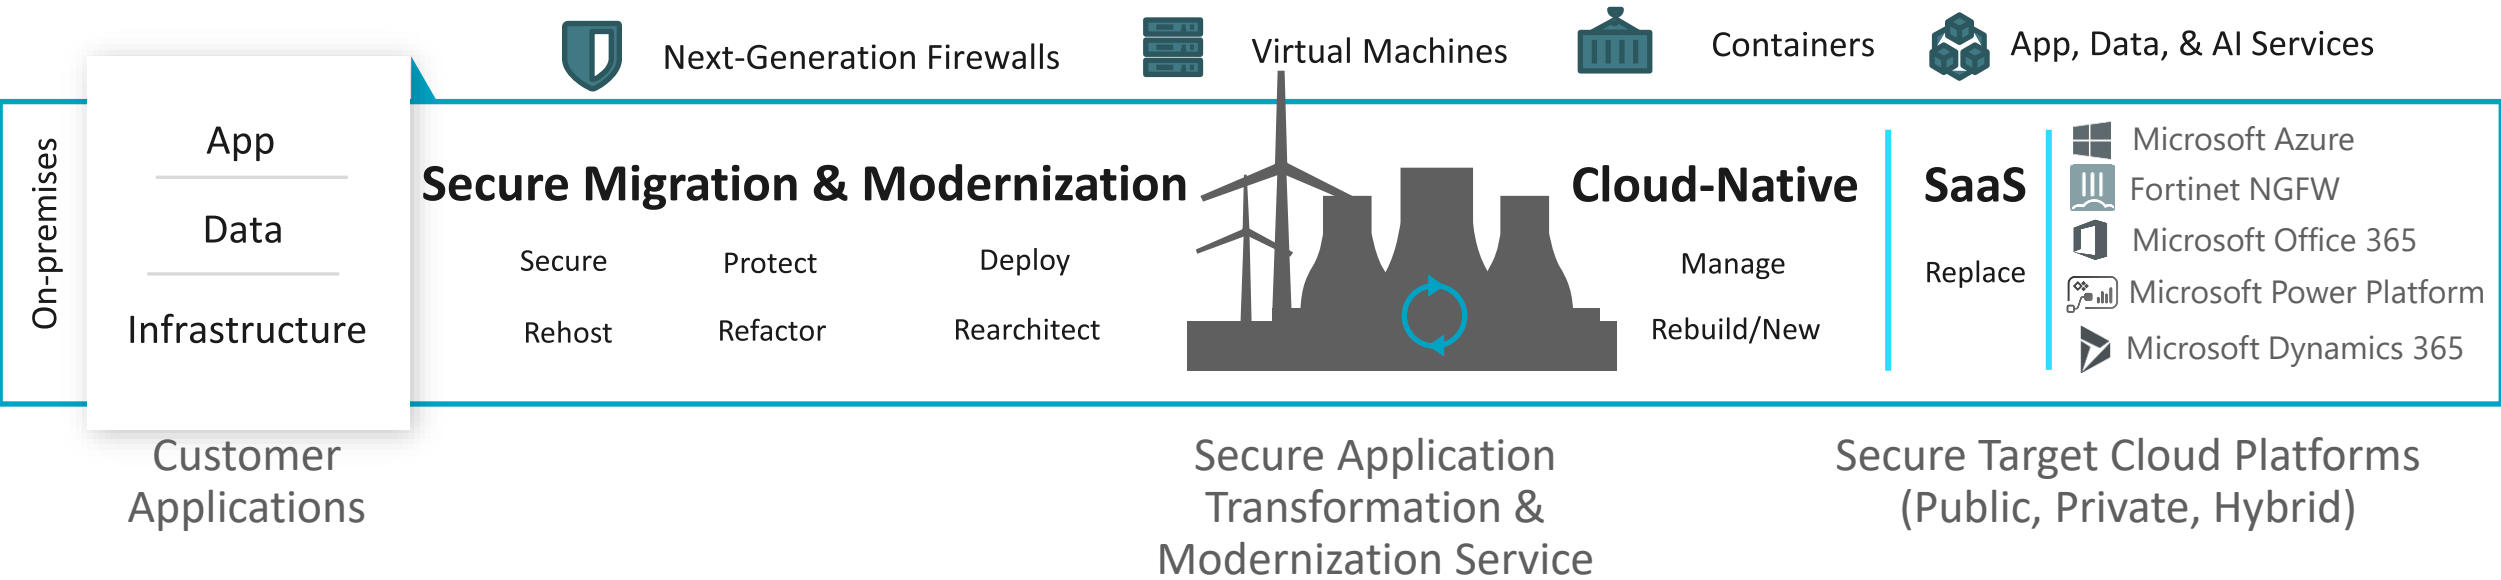 Next-Generation Firewalls
Virtual Machines
Containers
App, Data, & AI Services
On-premises
App
Data
Infrastructure
Secure Migration & Modernization
Secure
Protect
Deploy
Rehost
Refactor
Rearchitect
Cloud-Native
Manage
Rebuild/New
SaaS
Replace
Microsoft Azure
Fortinet NGFW
Microsoft Office 365
Microsoft Power Platform
Microsoft Dynamics 365
Customer
Applications
Secure Application
Transformation &
Modernization Service
Secure Target Cloud Platforms
(Public, Private, Hybrid)